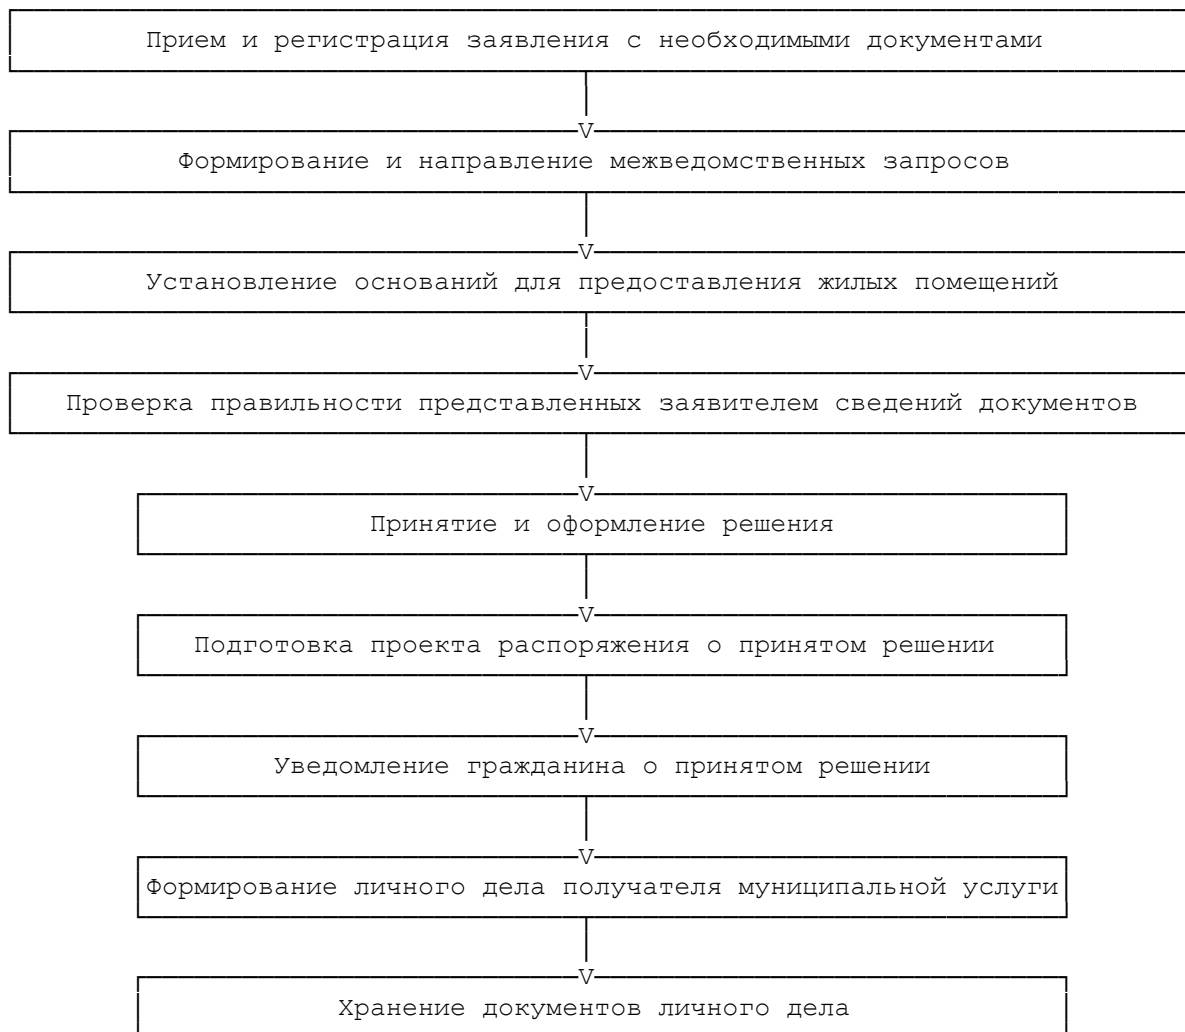 Прием и регистрация заявления с необходимыми документами
V
Формирование и направление межведомственных запросов
V
Установление оснований для предоставления жилых помещений
V
Проверка правильности представленных заявителем сведений документов
V
Принятие и оформление решения
V
Подготовка проекта распоряжения о принятом решении
V
Уведомление гражданина о принятом решении
V
Формирование личного дела получателя муниципальной услуги
V
Хранение документов личного дела